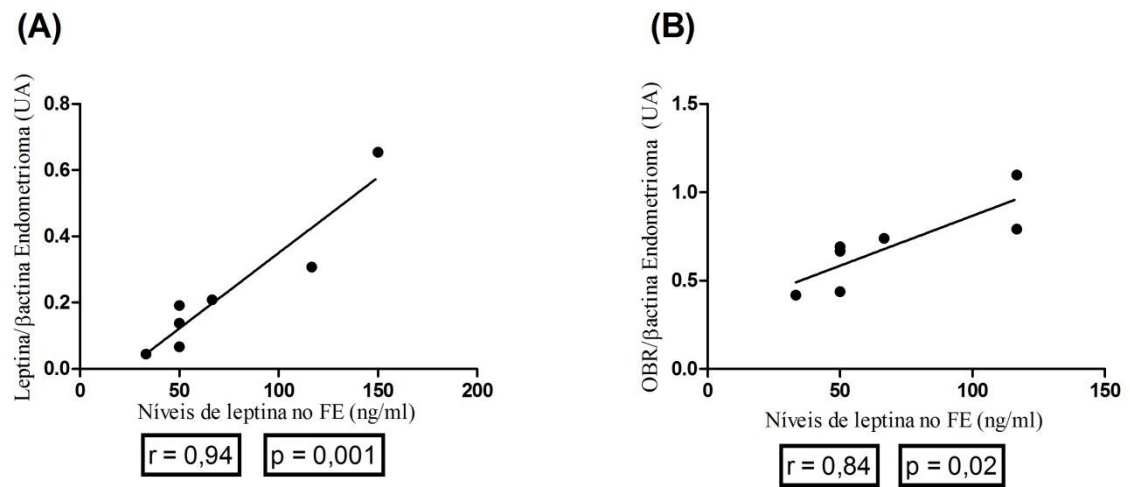 (A)
Leptina/βactina Endometrioma (UA)
0.8
0.6
0.4
0.2
0.0
0 50 100 150 200
Níveis de leptina no FE (ng/ml)
r = 0,94 p = 0,001
(B)
OBR/βactina Endometrioma (UA)
1.5
1.0
0.5
0.0
0 50 100 150
Níveis de leptina no FE (ng/ml)
r = 0,84 p = 0,02